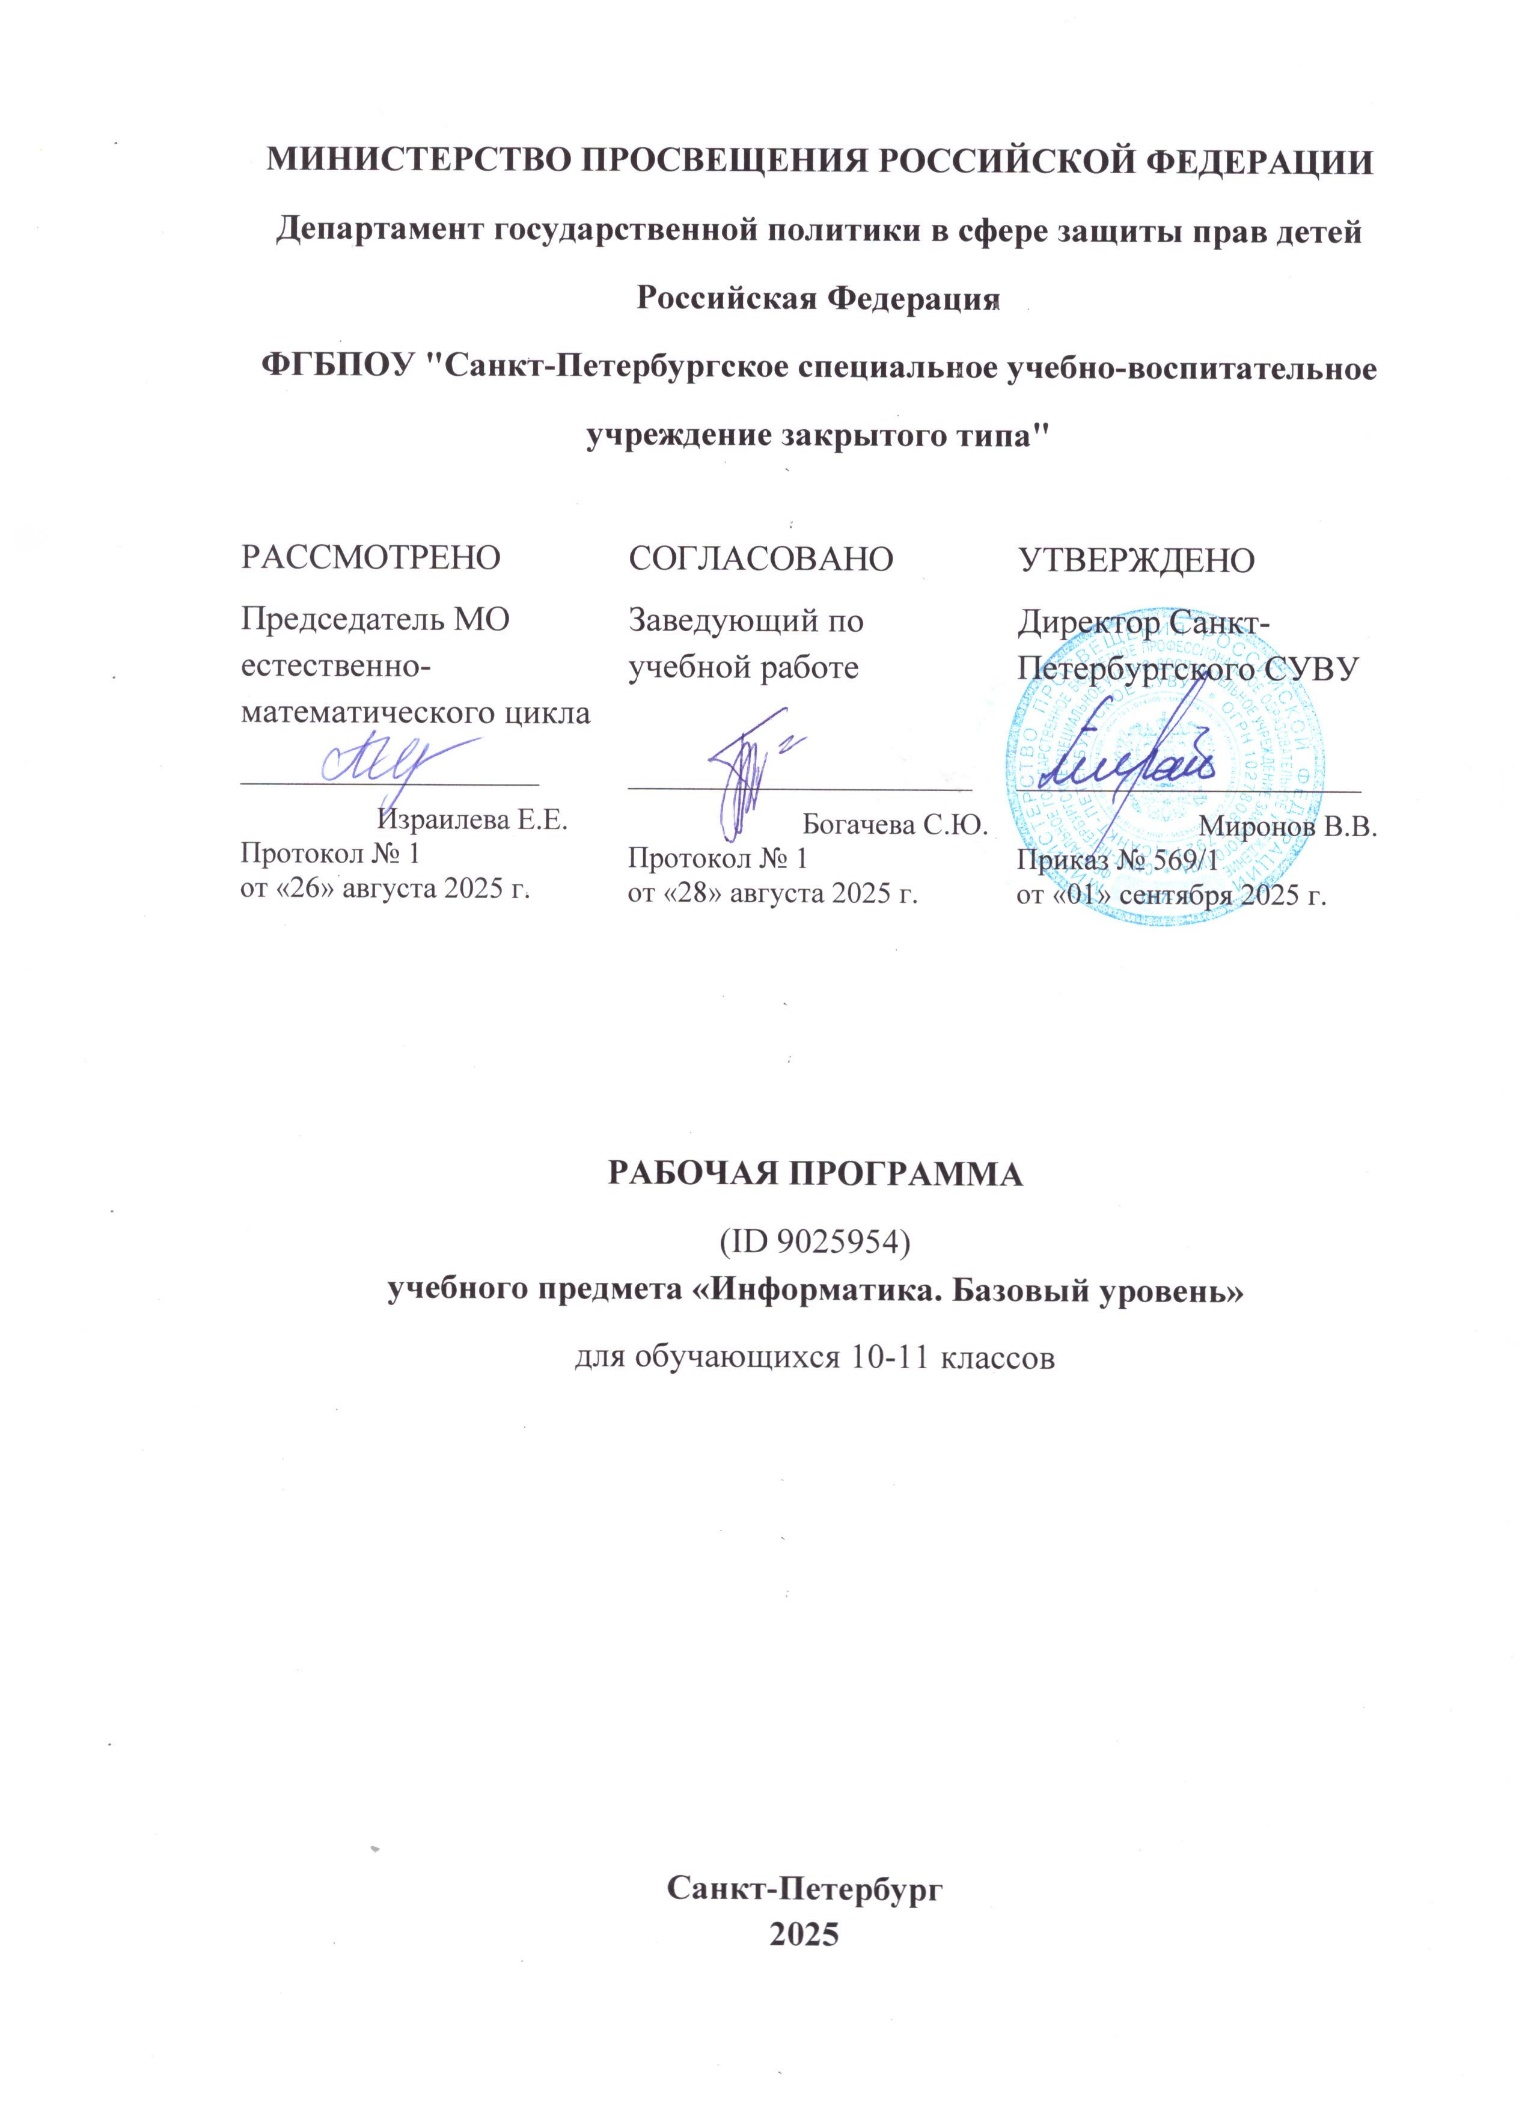 МИНИСТЕРСТВО ПРОСВЕЩЕНИЯ РОССИЙСКОЙ ФЕДЕРАЦИИ
Департамент государственной политики в сфере защиты прав детей
Российская Федерация
ФГБПОУ "Санкт-Петербургское специальное учебно-воспитательное
учреждение закрытого типа"
РАССМОТРЕНО
Председатель МО
естественно-
математического цикла
Израилева Е.Е.
Протокол № 1
от «26» августа 2025 г.
СОГЛАСОВАНО
Заведующий по
учебной работе
Богачева С.Ю.
Протокол № 1
от «28» августа 2025 г.
УТВЕРЖДЕНО
Директор Санкт-
Петербургского СУВУ
Миронов В.В.
Приказ № 569/1
от «01» сентября 2025 г.
РАБОЧАЯ ПРОГРАММА
(ID 9025954)
учебного предмета «Информатика. Базовый уровень»
для обучающихся 10-11 классов
Санкт-Петербург
2025